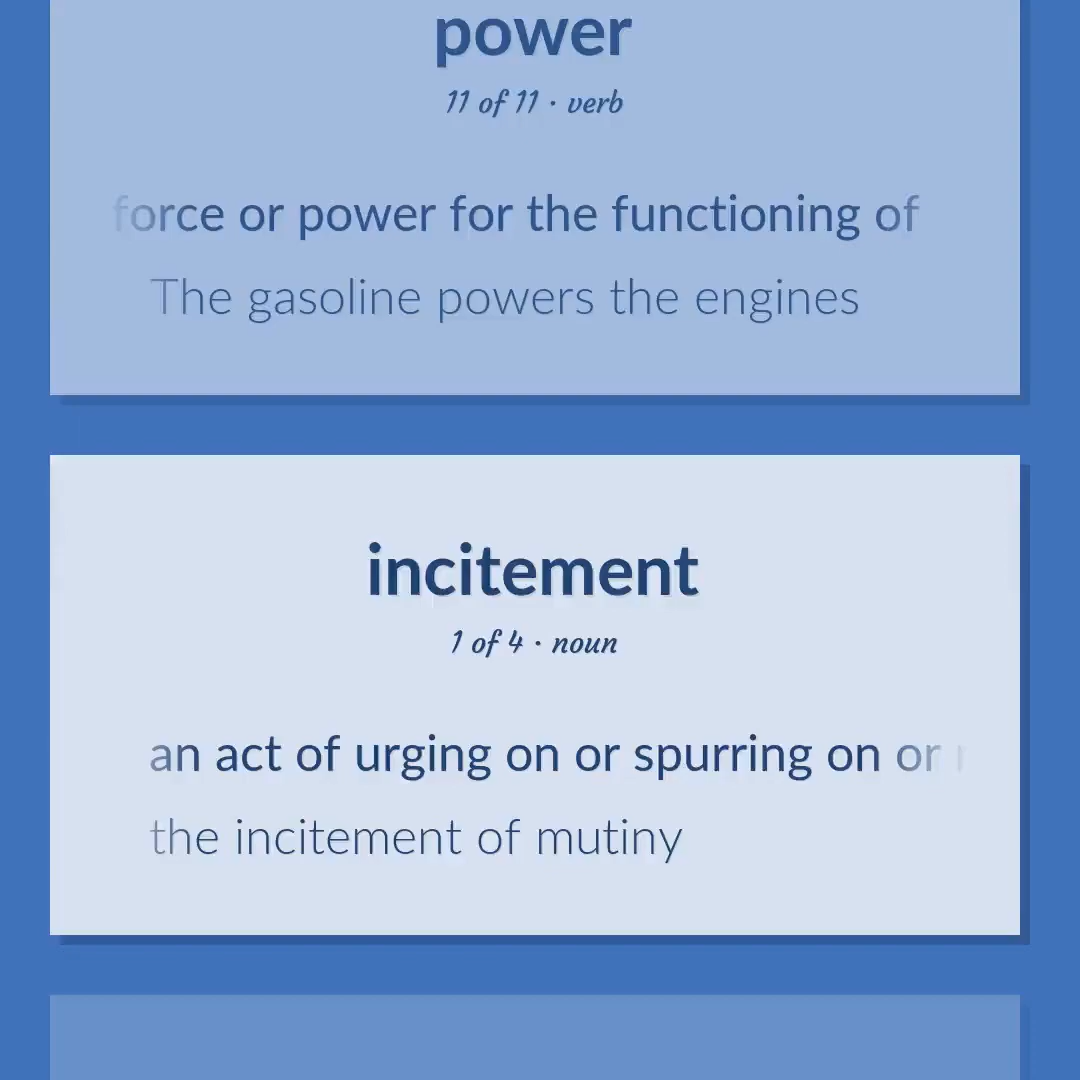 power
11 of 11 · verb
force or power for the functioning of
The gasoline powers the engines
incitement
1 of 4 · noun
an act of urging on or spurring on or
the incitement of mutiny